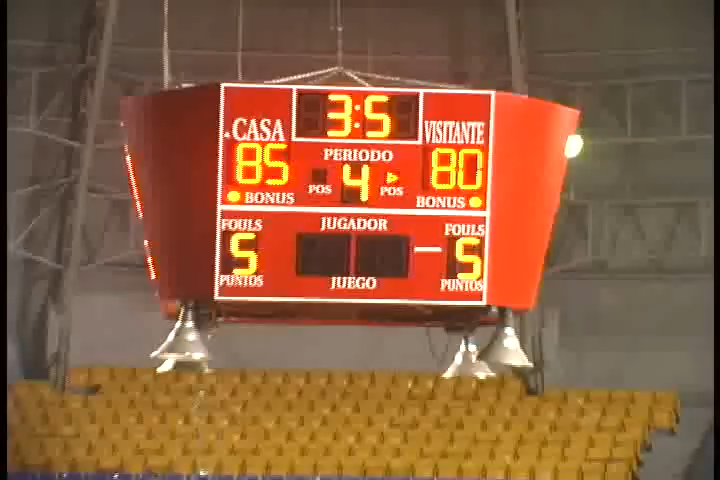 3:5
CASA VISITANTE
85 PERIODO 80
POS 4 POS
BONUS BONUS
FOULS JUGADOR FOULS
5 5
PUNTOS JUEGO PUNTOS